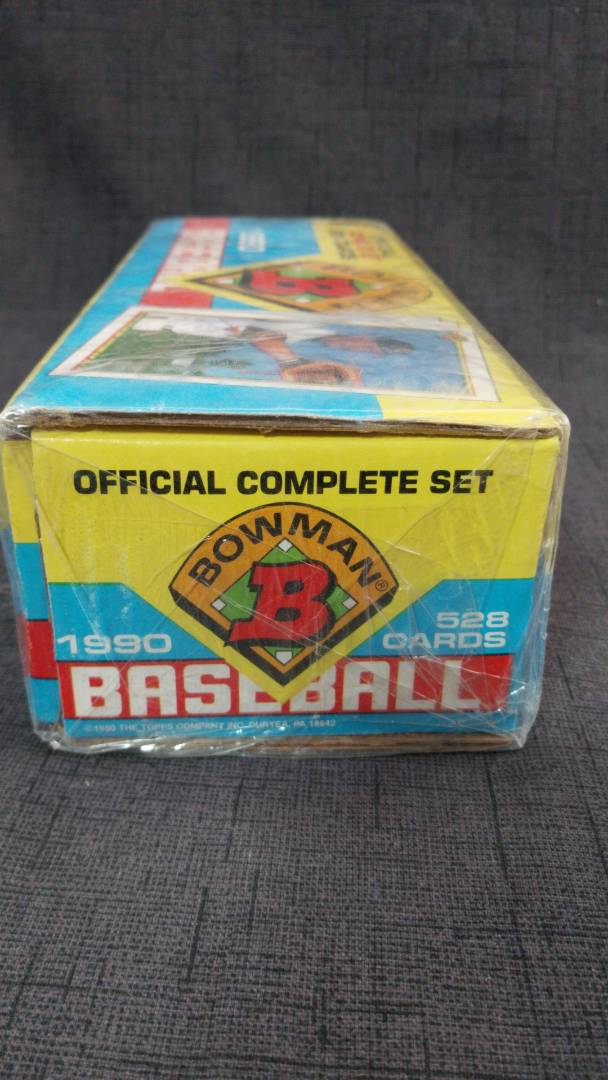 OFFICIAL COMPLETE SET
BOWMAN®
B
1990
528
CARDS
BASEBALL
©1990 THE TOPPS COMPANY INC. DURYEA, PA 18642